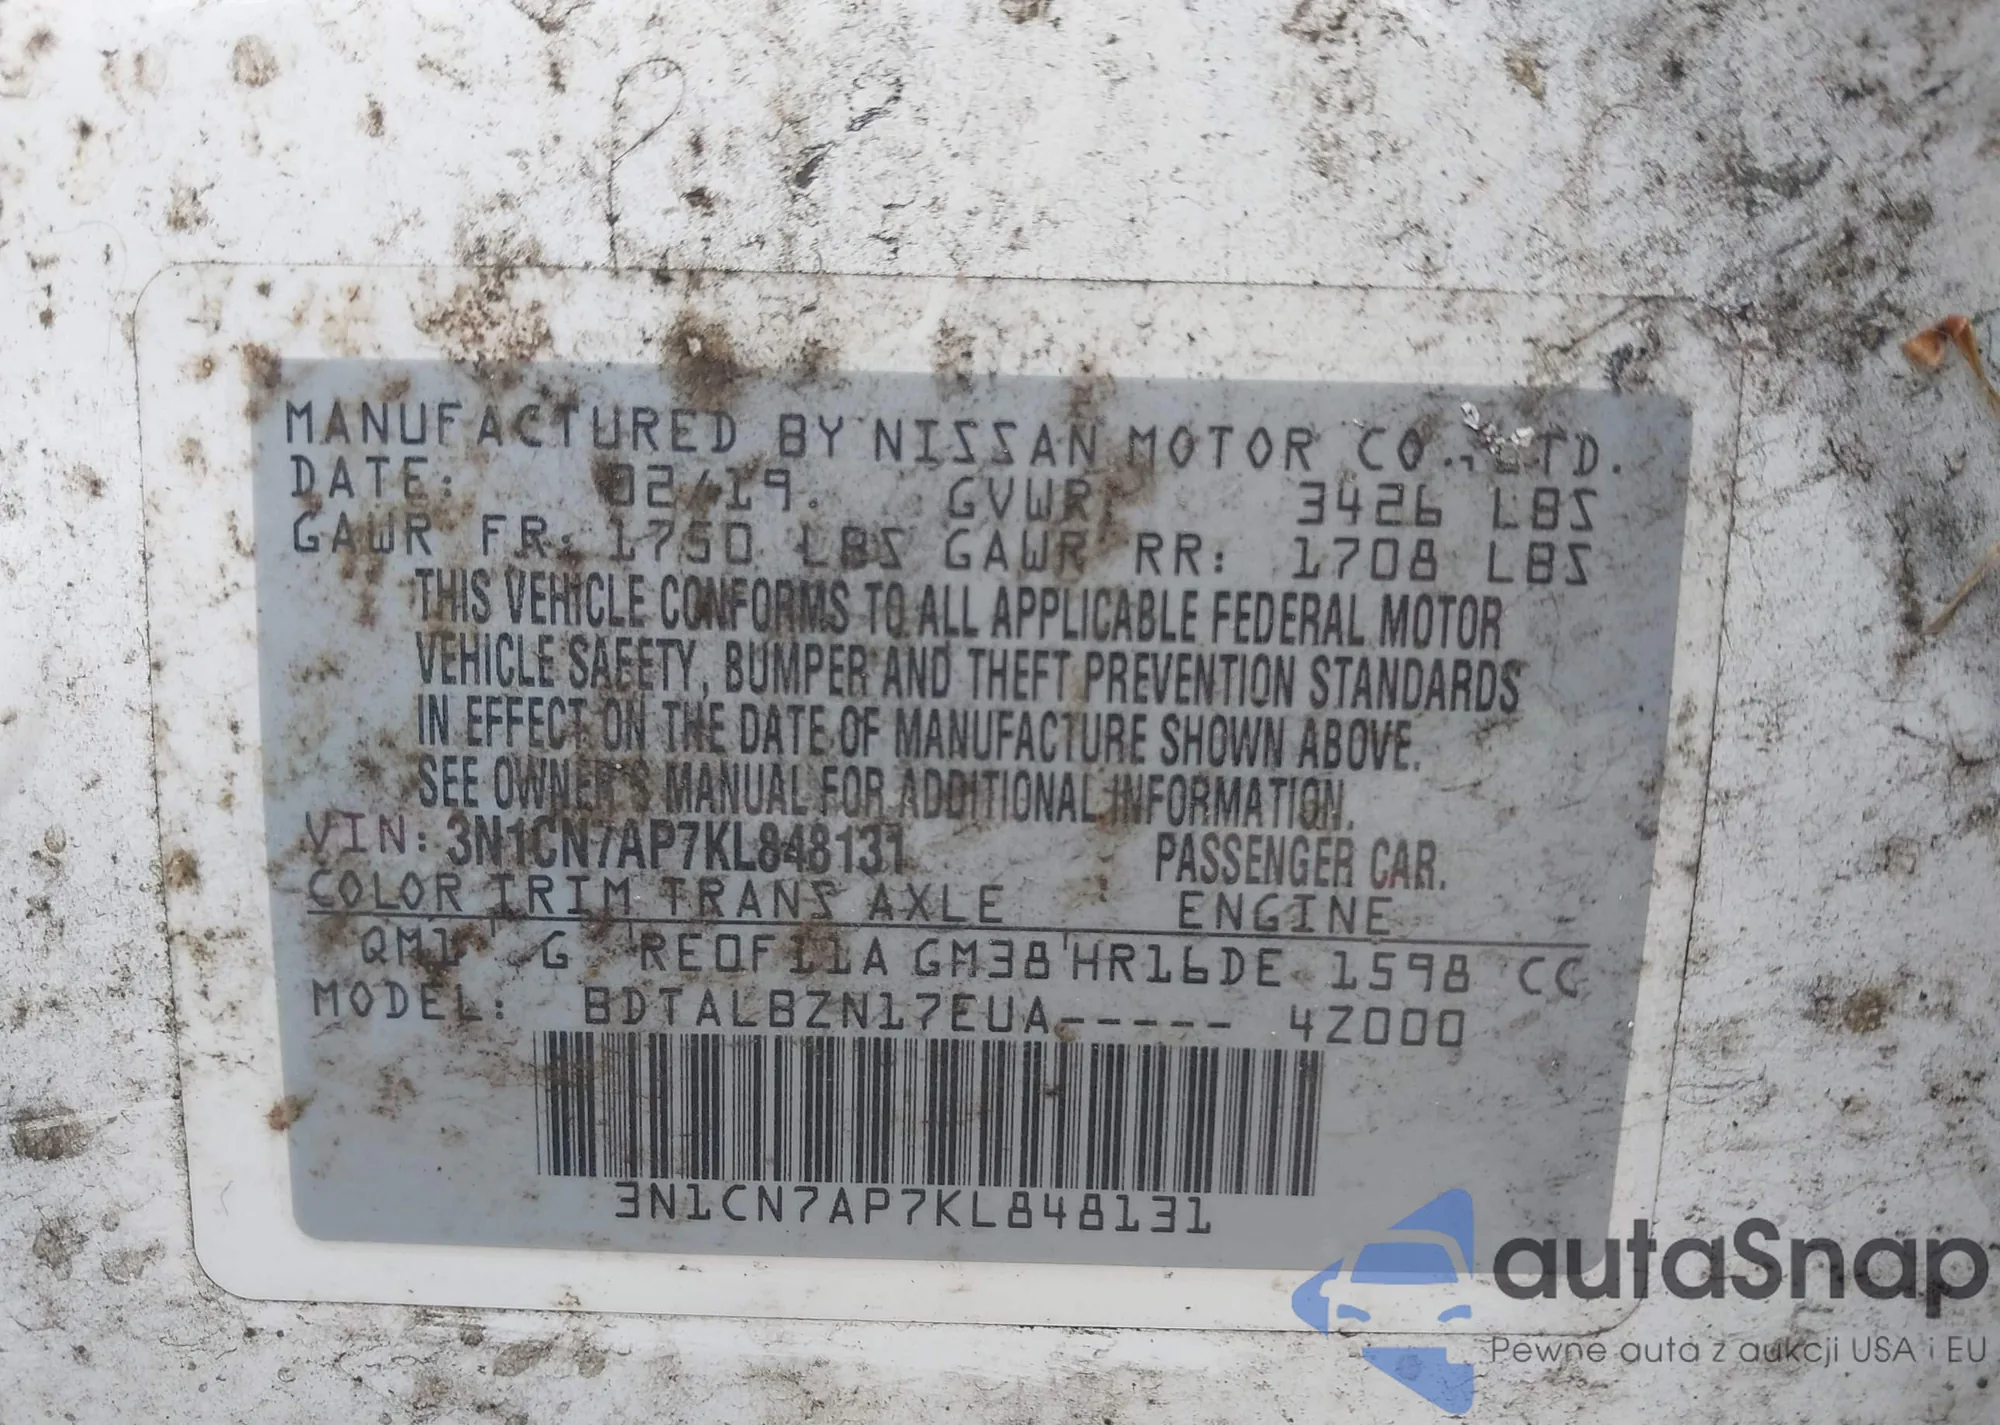 MANUFACTURED BY NISSAN MOTOR CO., LTD.
DATE: 02/19. GVWR: 3426 LBS
GAWR FR: 1750 LBS GAWR RR: 1708 LBS
THIS VEHICLE CONFORMS TO ALL APPLICABLE FEDERAL MOTOR
VEHICLE SAFETY, BUMPER AND THEFT PREVENTION STANDARDS
IN EFFECT ON THE DATE OF MANUFACTURE SHOWN ABOVE.
SEE OWNER'S MANUAL FOR ADDITIONAL INFORMATION.
VIN: 3N1CN7AP7KL848131 PASSENGER CAR.
COLOR TRIM TRANS AXLE ENGINE
QM1 G RE0F11A GM38 HR16DE 1598 CC
MODEL: BDTALBZN17EUA----- 4Z000
3N1CN7AP7KL848131
autaSnap
Pewne auta z aukcji USA i EU